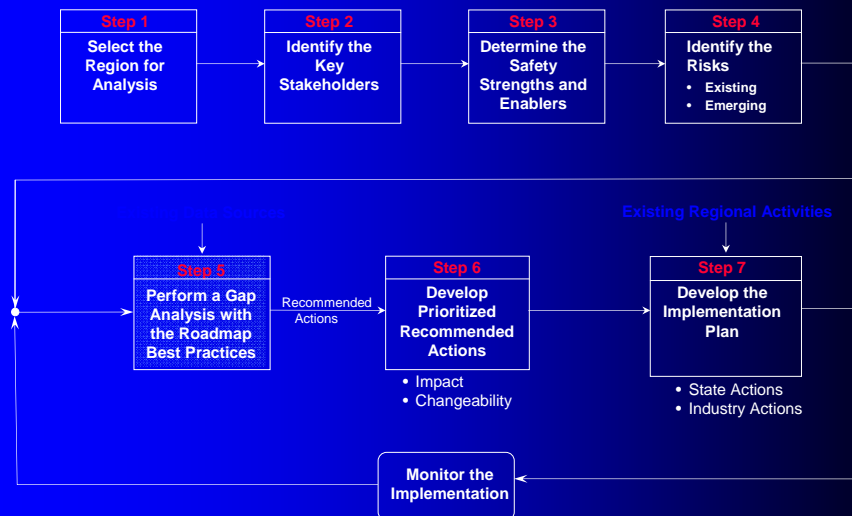 Step 1
Select the
Region for
Analysis
Step 2
Identify the
Key
Stakeholders
Step 3
Determine the
Safety
Strengths and
Enablers
Step 4
Identify the
Risks
• Existing
• Emerging
Existing Regional Activities
Step 5
Perform a Gap
Analysis with
the Roadmap
Best Practices
Recommended
Actions
Step 6
Develop
Prioritized
Recommended
Actions
• Impact
• Changeability
Step 7
Develop the
Implementation
Plan
• State Actions
• Industry Actions
Monitor the
Implementation